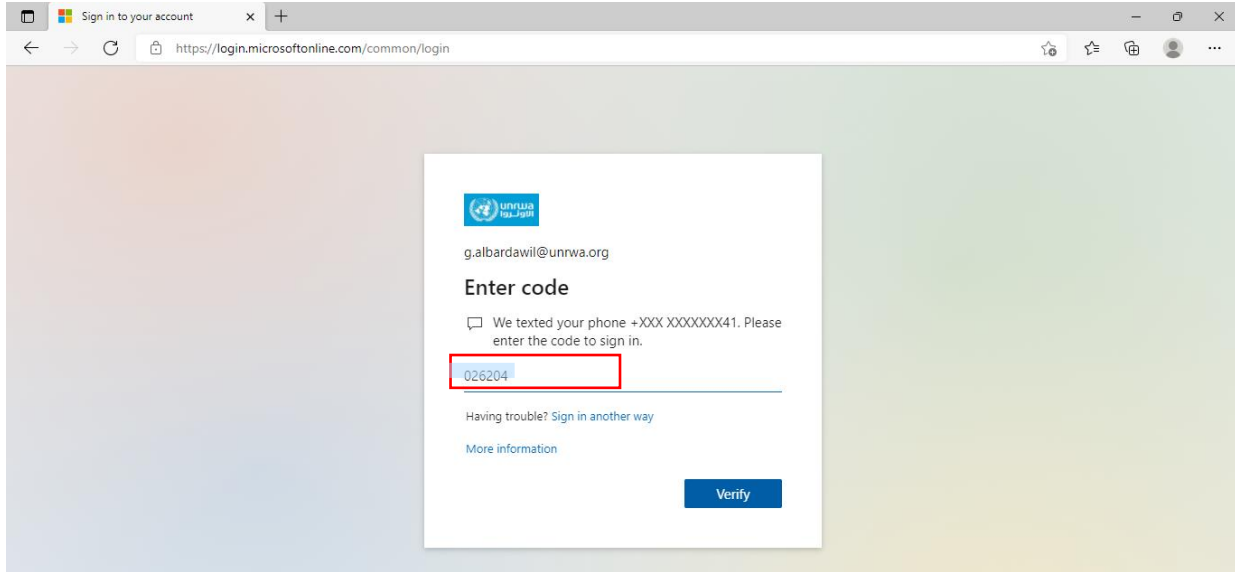 Sign in to your account
https://login.microsoftonline.com/common/login
unrwa
الأونروا
g.albardawil@unrwa.org
Enter code
We texted your phone +XXX XXXXXXX41. Please
enter the code to sign in.
026204
Having trouble? Sign in another way
More information
Verify